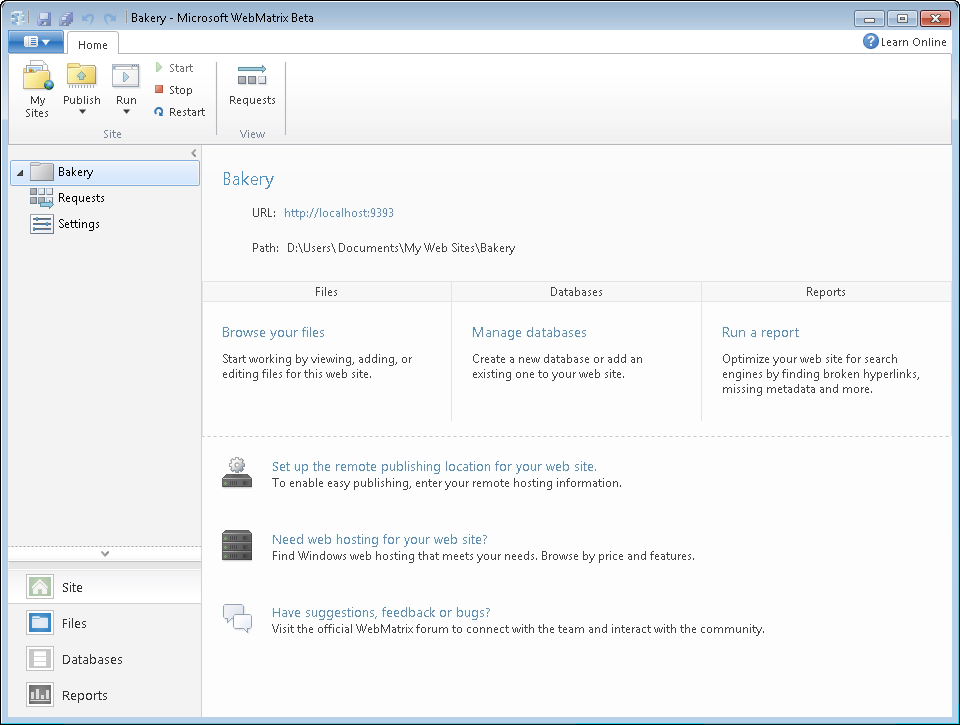 Bakery - Microsoft WebMatrix Beta
Home
Learn Online
My Sites
Publish
Run
Start
Stop
Restart
Requests
Site
View
Bakery
Requests
Settings
Bakery
URL: http://localhost:9393
Path: D:\Users\ Documents\My Web Sites\Bakery
Files
Databases
Reports
Browse your files
Start working by viewing, adding, or
editing files for this web site.
Manage databases
Create a new database or add an
existing one to your web site.
Run a report
Optimize your web site for search
engines by finding broken hyperlinks,
missing metadata and more.
Set up the remote publishing location for your web site.
To enable easy publishing, enter your remote hosting information.
Need web hosting for your web site?
Find Windows web hosting that meets your needs. Browse by price and features.
Have suggestions, feedback or bugs?
Visit the official WebMatrix forum to connect with the team and interact with the community.
Site
Files
Databases
Reports